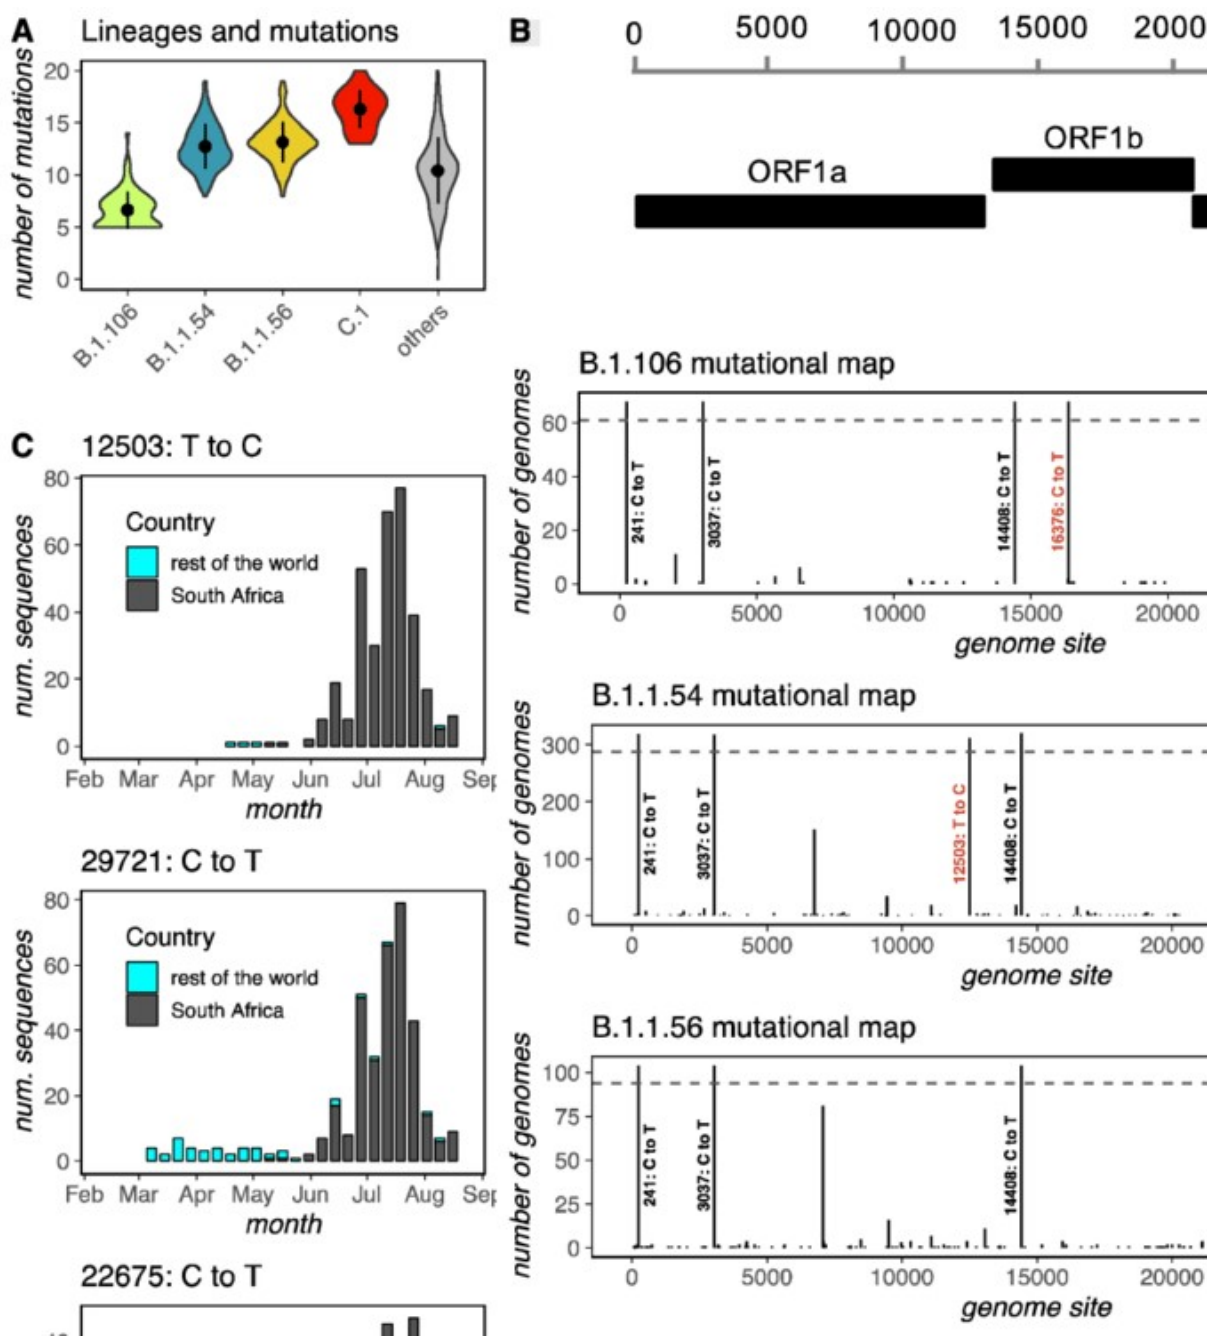 A Lineages and mutations
number of mutations
20
15
10
5
0
B.1.106
B.1.1.54
B.1.1.56
C.1
others
B
0 5000 10000 15000 2000
ORF1a
ORF1b
B.1.106 mutational map
number of genomes
60
40
20
0
241: C to T
3037: C to T
14408: C to T
16376: C to T
0 5000 10000 15000 20000
genome site
B.1.1.54 mutational map
number of genomes
300
200
100
0
241: C to T
3037: C to T
12503: T to C
14408: C to T
0 5000 10000 15000 20000
genome site
B.1.1.56 mutational map
number of genomes
100
75
50
25
0
241: C to T
3037: C to T
14408: C to T
0 5000 10000 15000 20000
genome site
C 12503: T to C
num. sequences
80
60
40
20
0
Country
rest of the world
South Africa
Feb Mar Apr May Jun Jul Aug Sep
month
29721: C to T
num. sequences
80
60
40
20
0
Country
rest of the world
South Africa
Feb Mar Apr May Jun Jul Aug Sep
month
22675: C to T